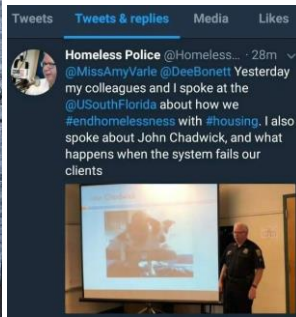 Tweets Tweets & replies Media Likes
Homeless Police @Homeless... · 28m
@MissAmyVarle @DeeBonett Yesterday
my colleagues and I spoke at the
@USouthFlorida about how we
#endhomelessness with #housing. I also
spoke about John Chadwick, and what
happens when the system fails our
clients
John Chadwick